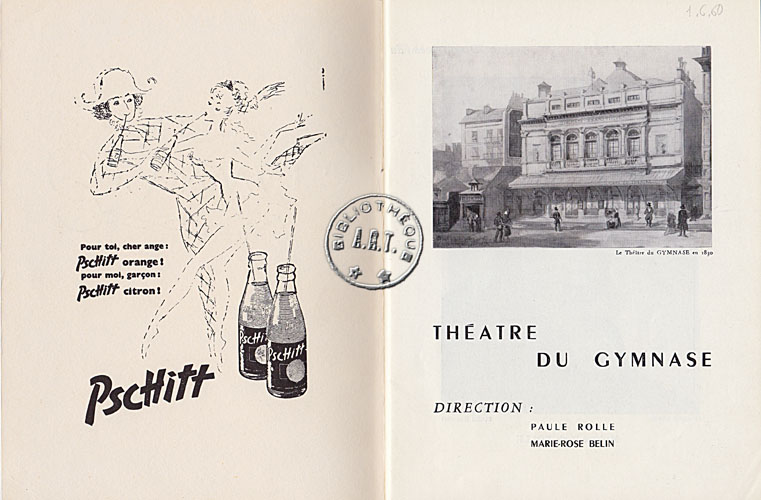 Pour toi, cher ange:
Pschitt orange!
pour moi, garçon:
Pschitt citron!
Pschitt
Pschitt
Pschitt
BIBLIOTHÈQUE
A.R.T.
1.6.60
Le Théâtre du GYMNASE en 1850
THÉATRE
DU GYMNASE
DIRECTION :
PAULE ROLLE
MARIE-ROSE BELIN